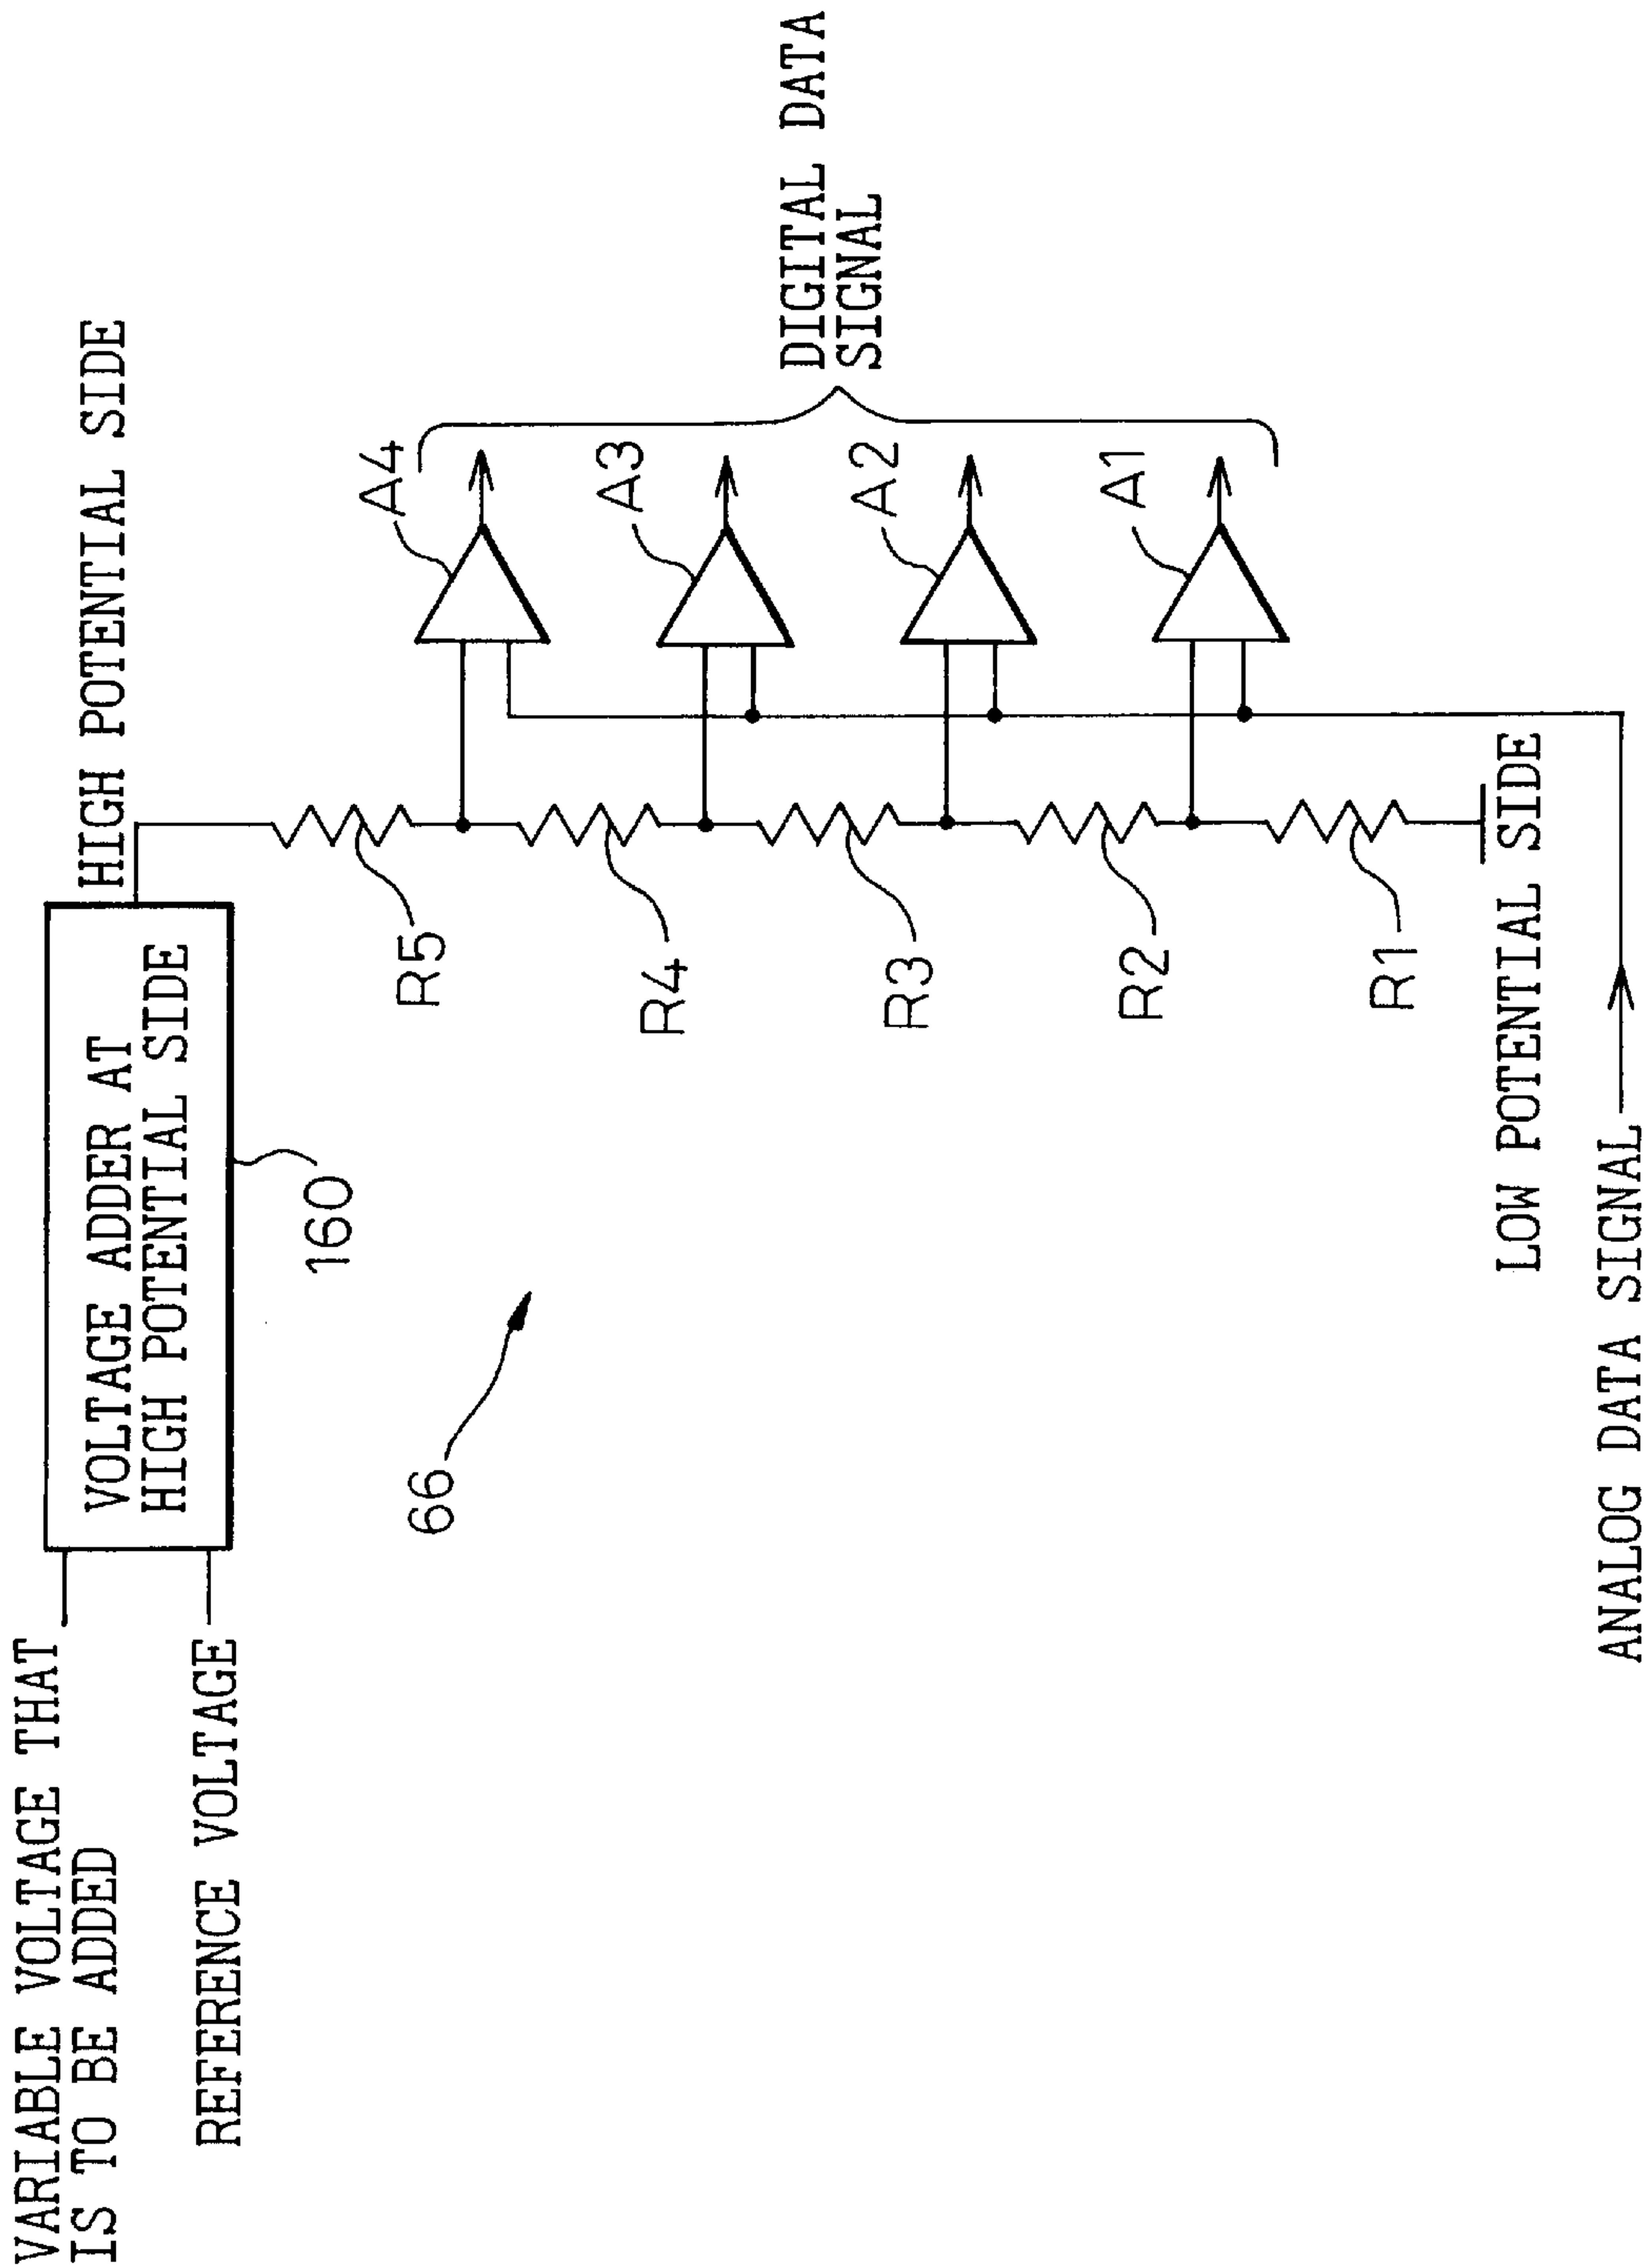 VARIABLE VOLTAGE THAT
IS TO BE ADDED
REFERENCE VOLTAGE
VOLTAGE ADDER AT
HIGH POTENTIAL SIDE
160
HIGH POTENTIAL SIDE
66
R5
R4
R3
R2
R1
A4
A3
A2
A1
DIGITAL DATA
SIGNAL
LOW POTENTIAL SIDE
ANALOG DATA SIGNAL